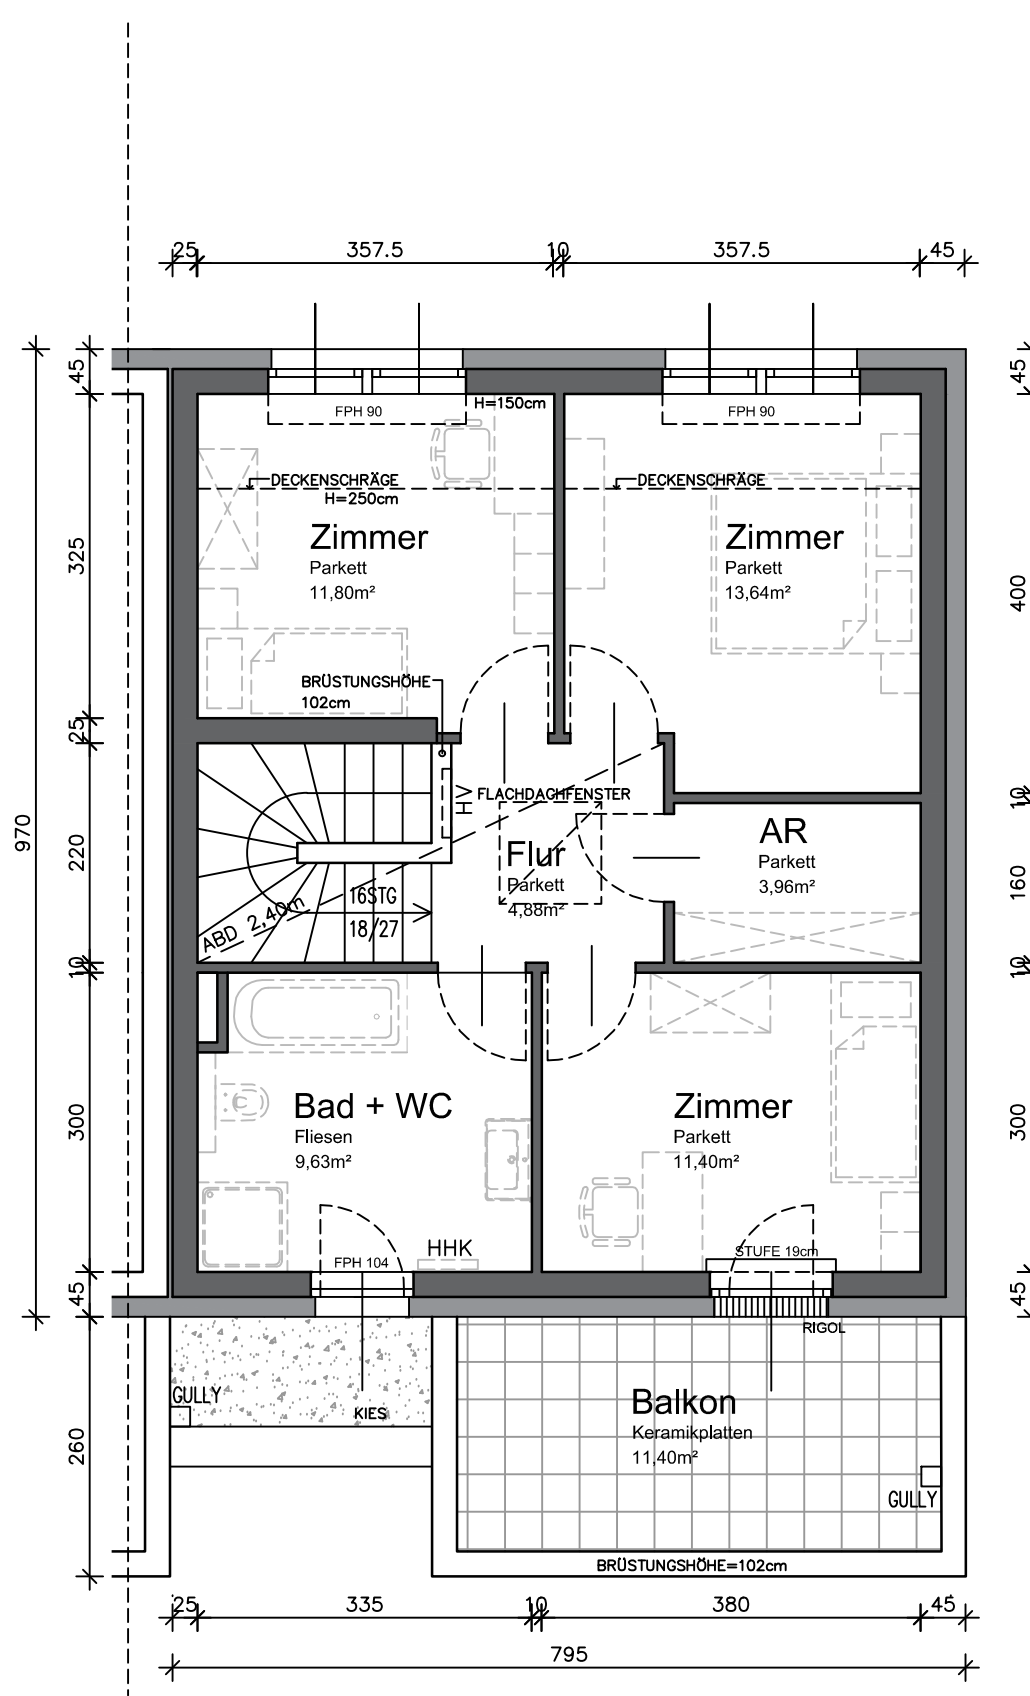 25
357.5
10
357.5
45
45
45
FPH 90
H=150cm
FPH 90
DECKENSCHRÄGE
H=250cm
DECKENSCHRÄGE
Zimmer
Parkett
11,80m²
Zimmer
Parkett
13,64m²
325
400
BRÜSTUNGSHÖHE
102cm
25
HV
FLACHDACHFENSTER
10
970
220
Flur
Parkett
4,88m²
AR
Parkett
3,96m²
160
ABD 2,40m
16STG
18/27
10
10
Bad + WC
Fliesen
9,63m²
Zimmer
Parkett
11,40m²
300
300
HHK
FPH 104
STUFE 19cm
45
45
RIGOL
GULLY
KIES
Balkon
Keramikplatten
11,40m²
260
GULLY
BRÜSTUNGSHÖHE=102cm
25
335
10
380
45
795